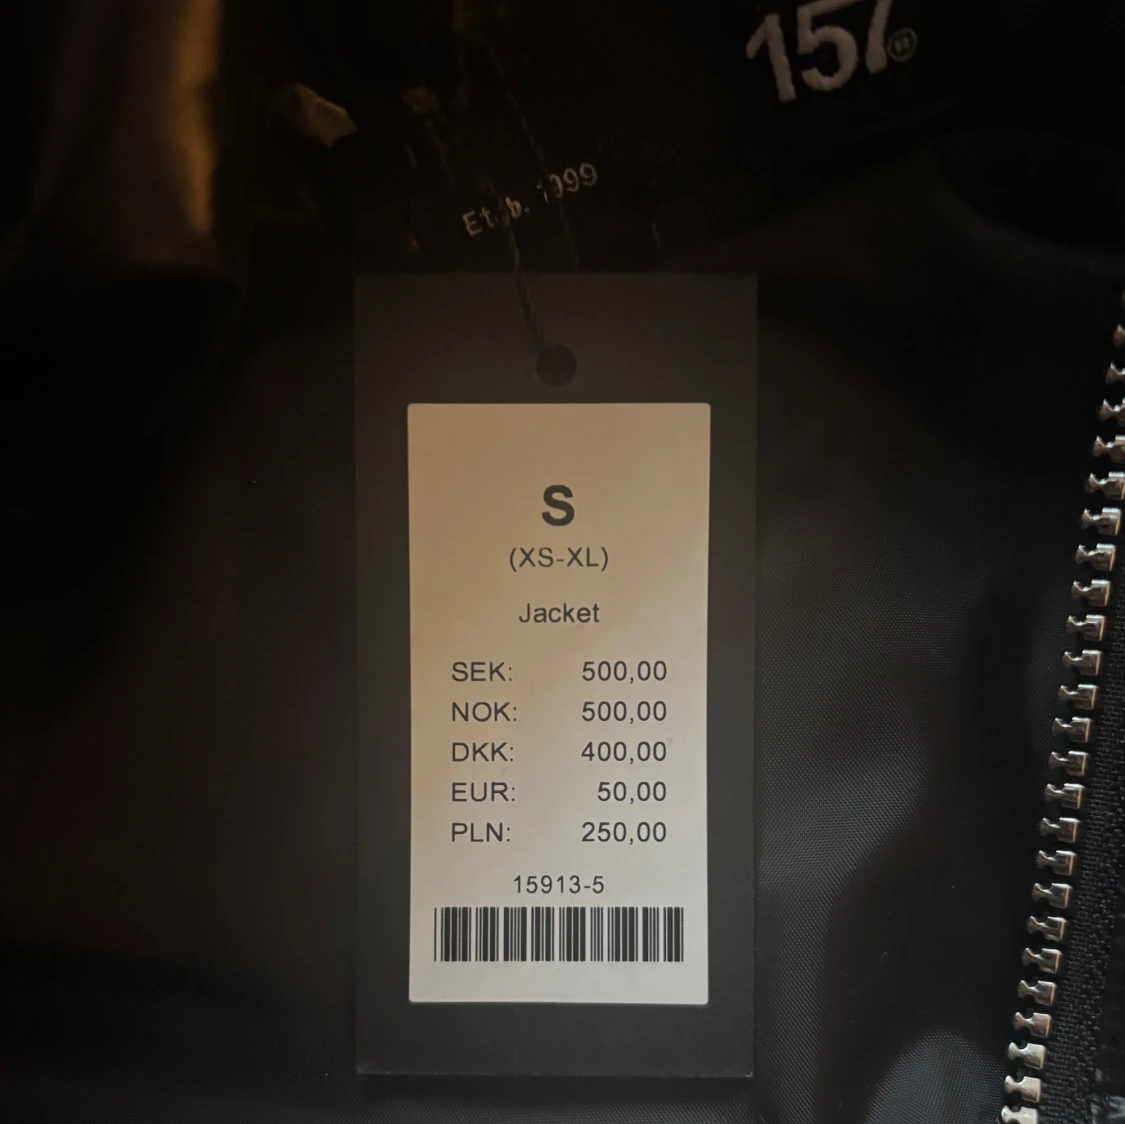 157
Estab. 1999
S
(XS-XL)
Jacket
SEK: 500,00
NOK: 500,00
DKK: 400,00
EUR: 50,00
PLN: 250,00
15913-5